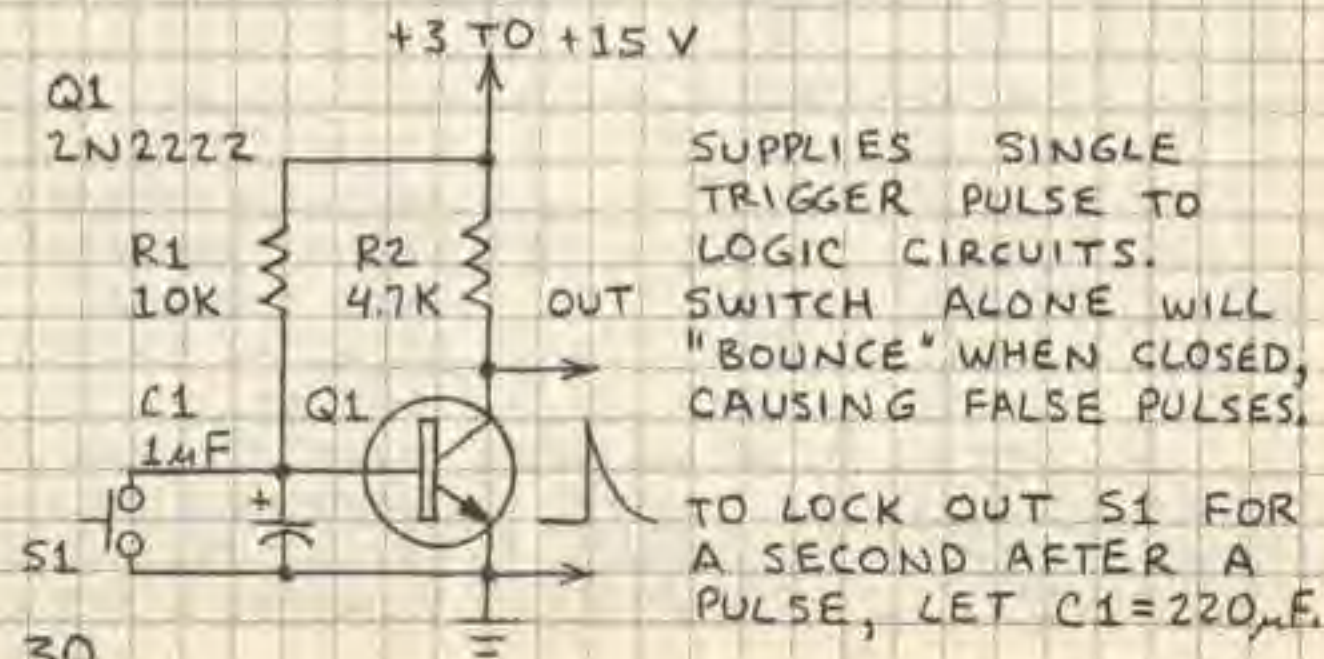 +3 TO +15 V
Q1
2N2222
R1
10K
R2
4.7K
OUT
C1
1µF
Q1
+
S1
SUPPLIES SINGLE
TRIGGER PULSE TO
LOGIC CIRCUITS.
SWITCH ALONE WILL
"BOUNCE" WHEN CLOSED,
CAUSING FALSE PULSES.
TO LOCK OUT S1 FOR
A SECOND AFTER A
PULSE, LET C1=220µF.
30